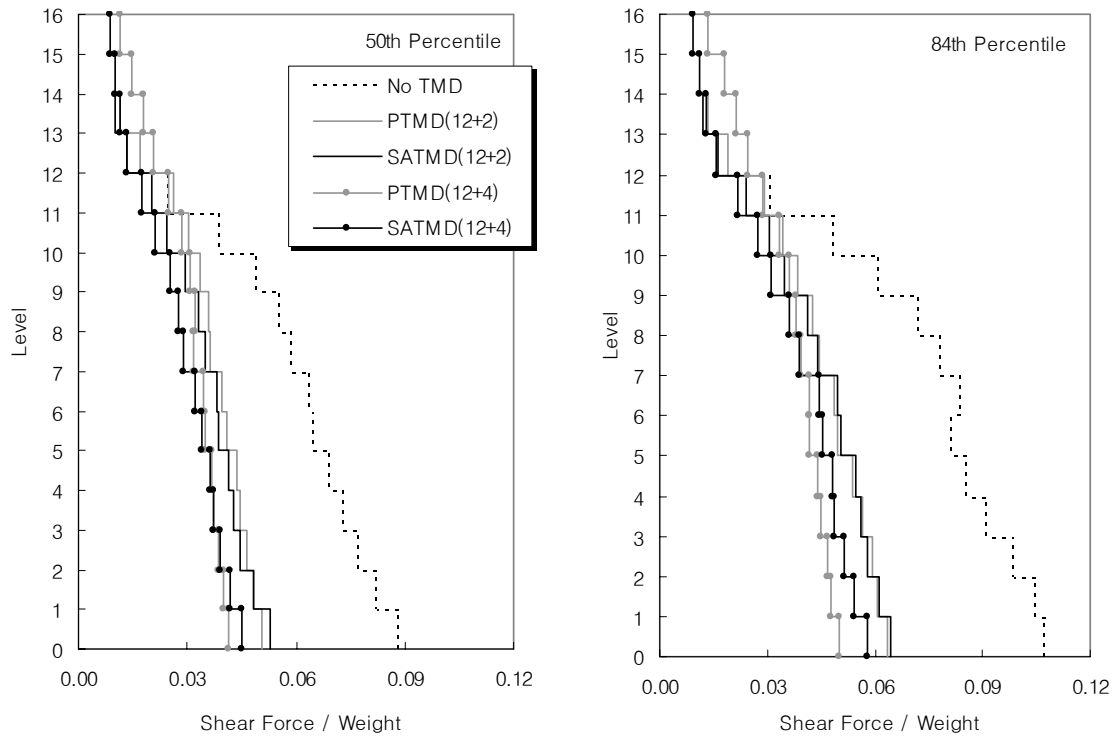 50th Percentile
No TMD
PTMD(12+2)
SATMD(12+2)
PTMD(12+4)
SATMD(12+4)
16
15
14
13
12
11
10
9
8
7
6
5
4
3
2
1
0
Level
0.00 0.03 0.06 0.09 0.12
Shear Force / Weight
84th Percentile
16
15
14
13
12
11
10
9
8
7
6
5
4
3
2
1
0
Level
0.00 0.03 0.06 0.09 0.12
Shear Force / Weight